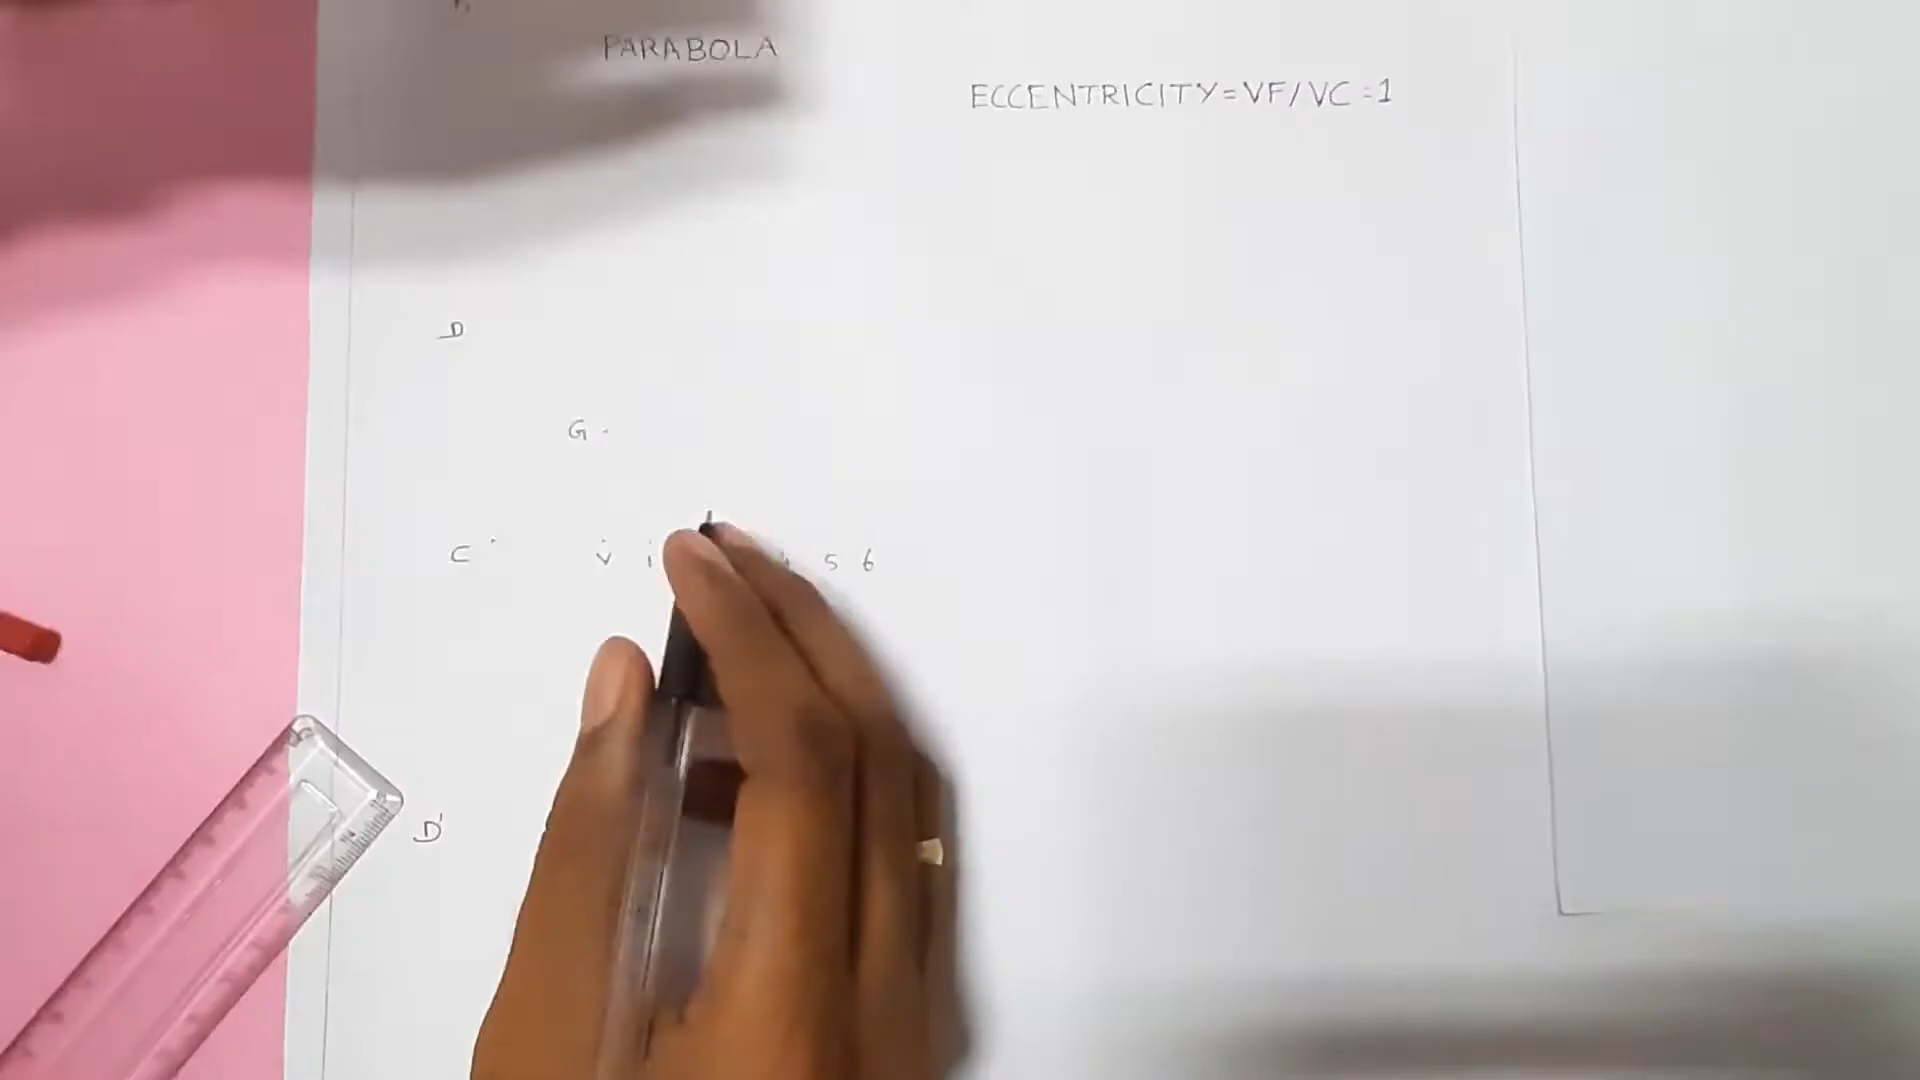 PARABOLA
ECCENTRICITY=VF/VC=1
D
G
C V i 5 6
D'